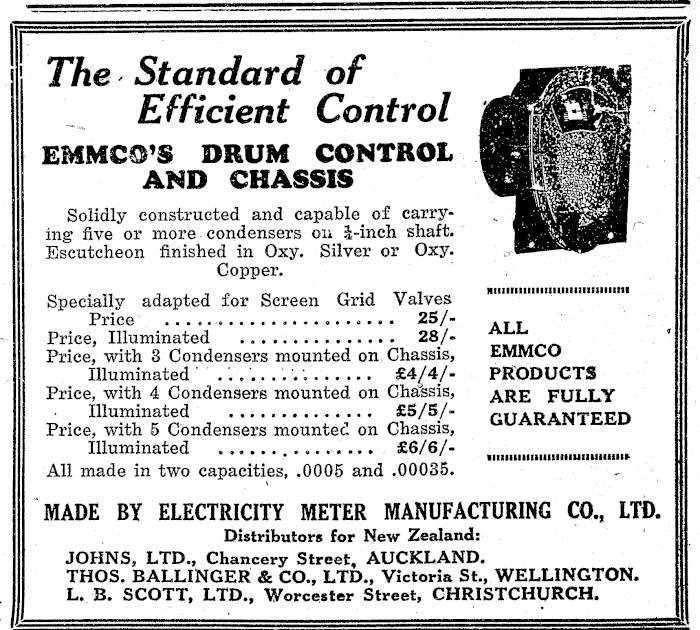 The Standard of
Efficient Control
EMMCO'S DRUM CONTROL
AND CHASSIS
Solidly constructed and capable of carry-
ing five or more condensers on ¼-inch shaft.
Escutcheon finished in Oxy. Silver or Oxy.
Copper.
Specially adapted for Screen Grid Valves
Price ........................ 25/-
Price, Illuminated ................ 28/-
Price, with 3 Condensers mounted on Chassis,
Illuminated ................ £4/4/-
Price, with 4 Condensers mounted on Chassis,
Illuminated ............... £5/5/-
Price, with 5 Condensers mounted on Chassis,
Illuminated ................ £6/6/-
All made in two capacities, .0005 and .00035.
ALL
EMMCO
PRODUCTS
ARE FULLY
GUARANTEED
MADE BY ELECTRICITY METER MANUFACTURING CO., LTD.
Distributors for New Zealand:
JOHNS, LTD., Chancery Street, AUCKLAND.
THOS. BALLINGER & CO., LTD., Victoria St., WELLINGTON.
L. B. SCOTT, LTD., Worcester Street, CHRISTCHURCH.